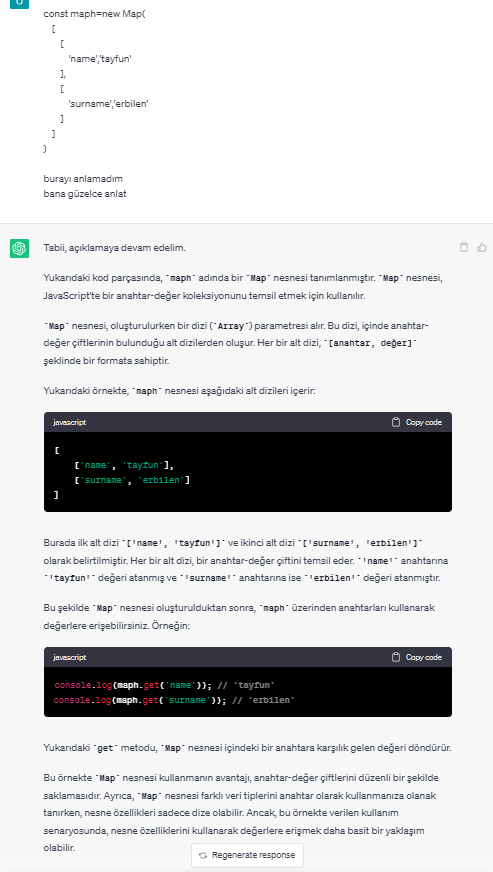 const maph=new Map(
[
[
'name','tayfun'
],
[
'surname','erbilen'
]
]
)
burayı anlamadım
bana güzelce anlat
Tabii, açıklamaya devam edelim.
Yukarıdaki kod parçasında, `maph` adında bir `Map` nesnesi tanımlanmıştır. `Map` nesnesi,
JavaScript'te bir anahtar-değer koleksiyonunu temsil etmek için kullanılır.
`Map` nesnesi, oluşturulurken bir dizi (`Array`) parametresi alır. Bu dizi, içinde anahtar-
değer çiftlerinin bulunduğu alt dizilerden oluşur. Her bir alt dizi, `[anahtar, değer]`
şeklinde bir formata sahiptir.
Yukarıdaki örnekte, `maph` nesnesi aşağıdaki alt dizileri içerir:
javascript Copy code
[
['name', 'tayfun'],
['surname', 'erbilen']
]
Burada ilk alt dizi `['name', 'tayfun']` ve ikinci alt dizi `['surname', 'erbilen']`
olarak belirtilmiştir. Her bir alt dizi, bir anahtar-değer çiftini temsil eder. `'name'` anahtarına
`'tayfun'` değeri atanmış ve `'surname'` anahtarına ise `'erbilen'` değeri atanmıştır.
Bu şekilde `Map` nesnesi oluşturulduktan sonra, `maph` üzerinden anahtarları kullanarak
değerlere erişebilirsiniz. Örneğin:
javascript Copy code
console.log(maph.get('name')); // 'tayfun'
console.log(maph.get('surname')); // 'erbilen'
Yukarıdaki `get` metodu, `Map` nesnesi içindeki bir anahtara karşılık gelen değeri döndürür.
Bu örnekte `Map` nesnesi kullanmanın avantajı, anahtar-değer çiftlerini düzenli bir şekilde
saklamasıdır. Ayrıca, `Map` nesnesi farklı veri tiplerini anahtar olarak kullanmanıza olanak
tanırken, nesne özellikleri sadece dize olabilir. Ancak, bu örnekte verilen kullanım
senaryosunda, nesne özelliklerini kullanarak değerlere erişmek daha basit bir yaklaşım
olabilir.
Regenerate response